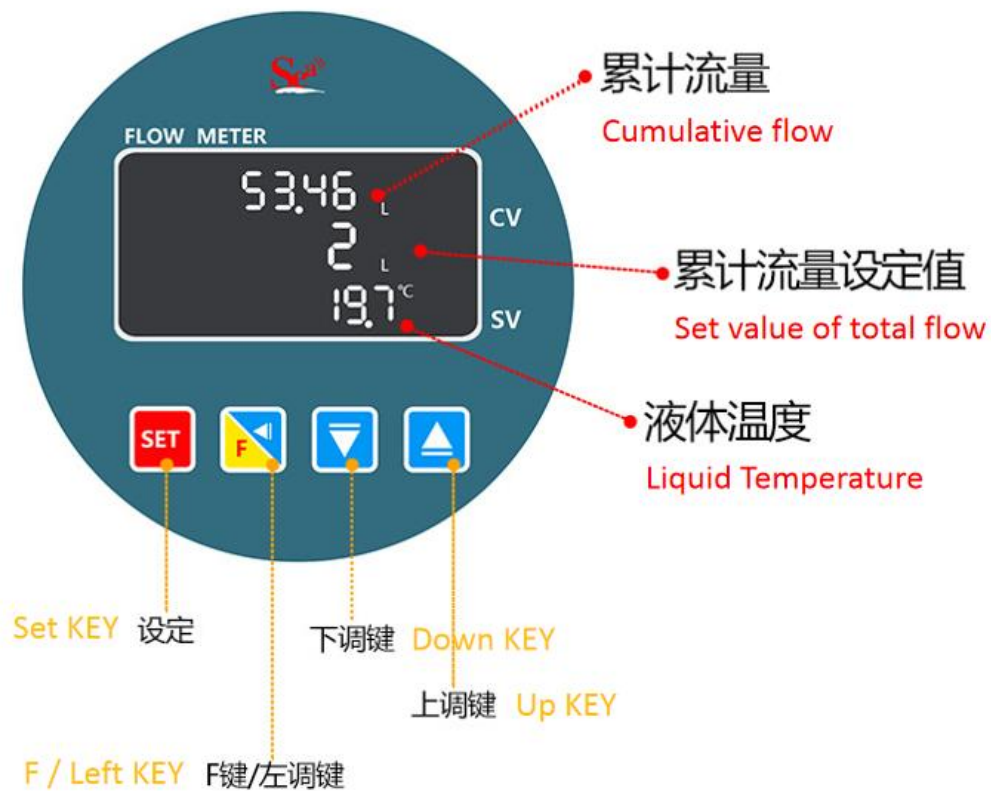 FLOW METER
53.46 L
CV
2 L
19.7 ℃
SV
累计流量
Cumulative flow
累计流量设定值
Set value of total flow
液体温度
Liquid Temperature
SET
F
Set KEY 设定
下调键 Down KEY
上调键 Up KEY
F / Left KEY F键/左调键